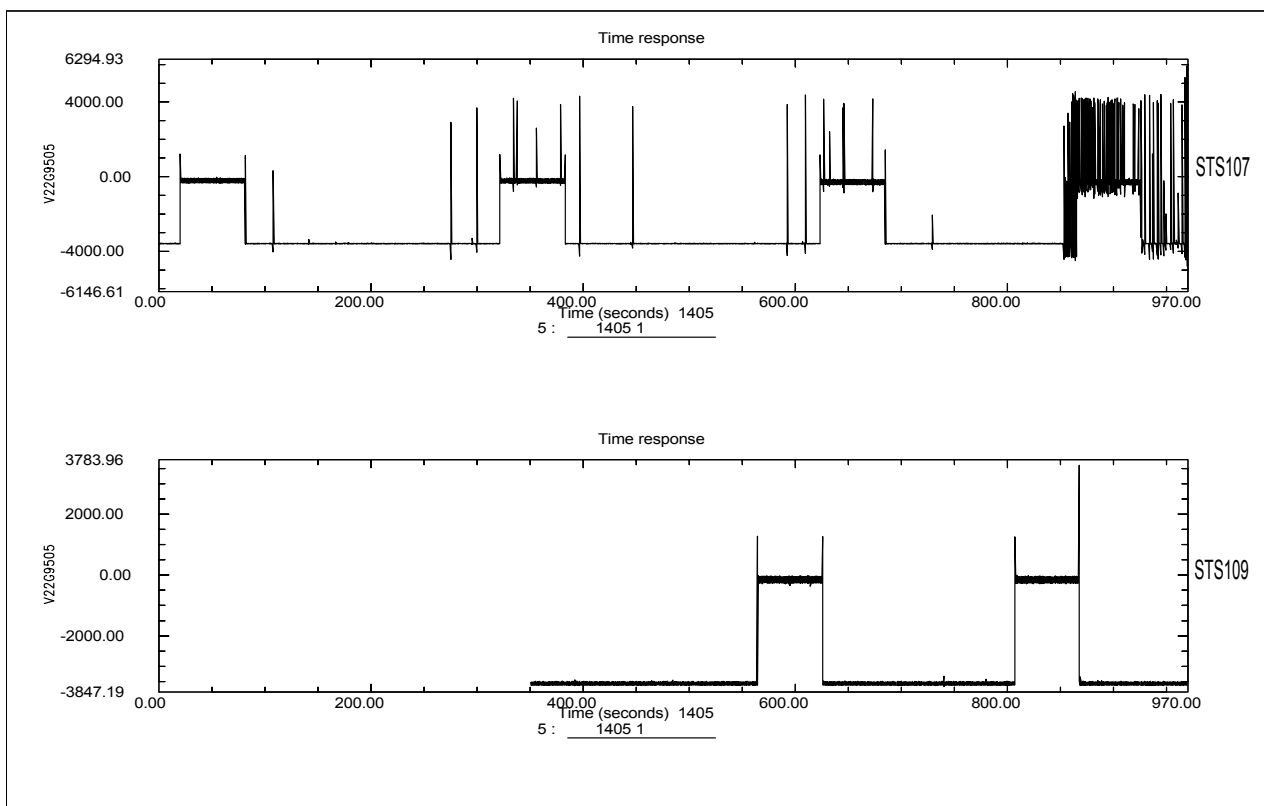 Time response
6294.93
4000.00
0.00
-4000.00
-6146.61
V22G9505
STS107
0.00 200.00 400.00 600.00 800.00 970.00
Time (seconds) 1405
5 : 1405 1
Time response
3783.96
2000.00
0.00
-2000.00
-3847.19
V22G9505
STS109
0.00 200.00 400.00 600.00 800.00 970.00
Time (seconds) 1405
5 : 1405 1